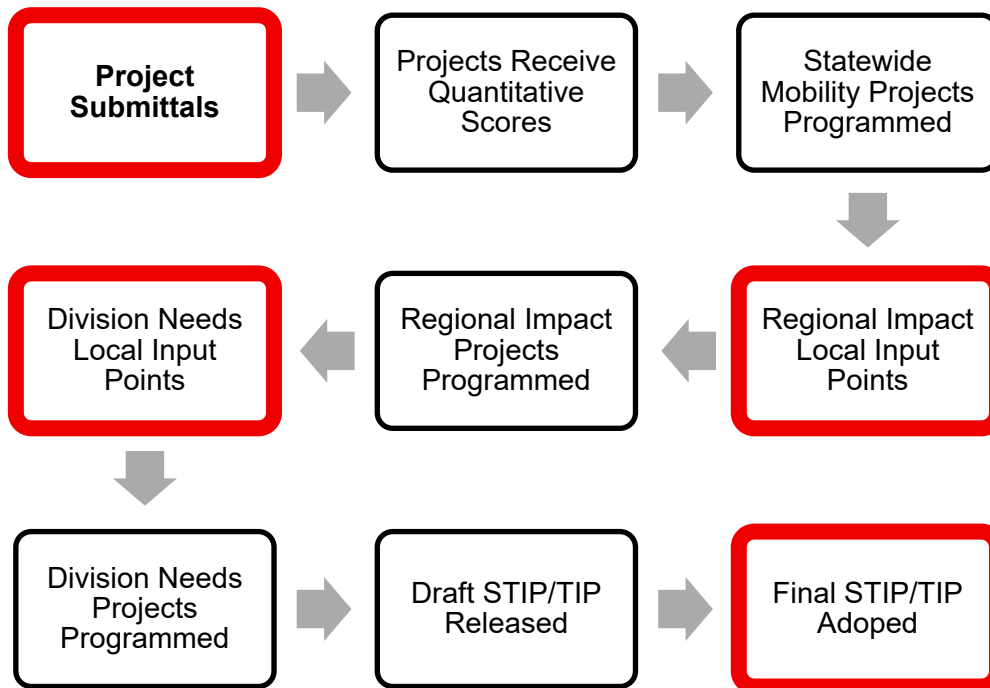 Project
Submittals
Projects Receive
Quantitative
Scores
Statewide
Mobility Projects
Programmed
Regional Impact
Local Input
Points
Regional Impact
Projects
Programmed
Division Needs
Local Input
Points
Division Needs
Projects
Programmed
Draft STIP/TIP
Released
Final STIP/TIP
Adoped